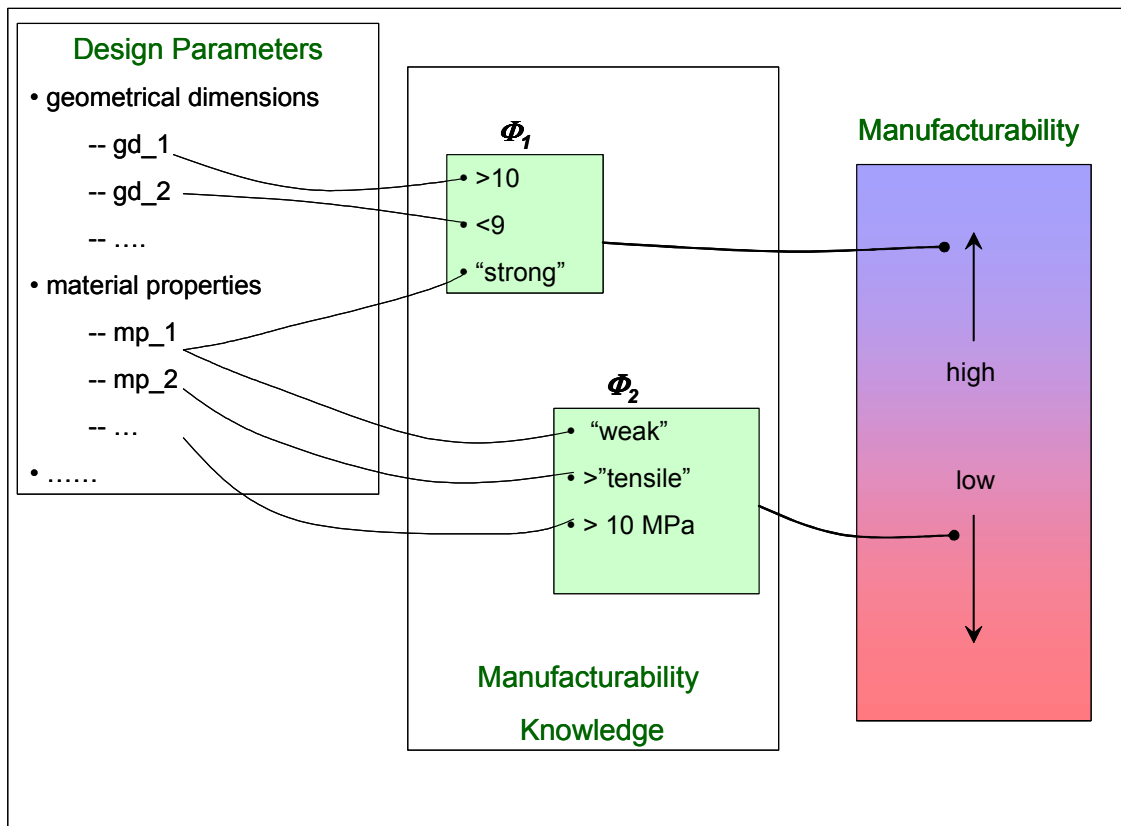 Design Parameters
• geometrical dimensions
-- gd_1
-- gd_2
-- ….
• material properties
-- mp_1
-- mp_2
-- …
• ……
Φ1
• >10
• <9
• “strong”
Φ2
• “weak”
• >”tensile”
• > 10 MPa
Manufacturability
Knowledge
Manufacturability
high
low